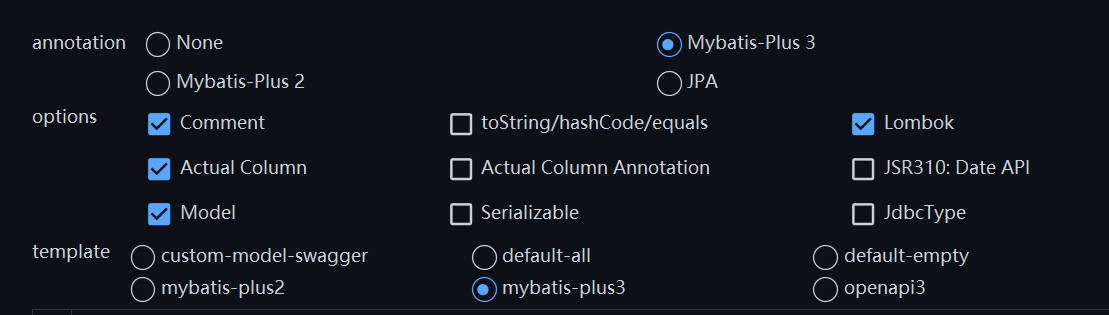 annotation None Mybatis-Plus 3
Mybatis-Plus 2 JPA
options Comment toString/hashCode/equals Lombok
Actual Column Actual Column Annotation JSR310: Date API
Model Serializable JdbcType
template custom-model-swagger default-all default-empty
mybatis-plus2 mybatis-plus3 openapi3